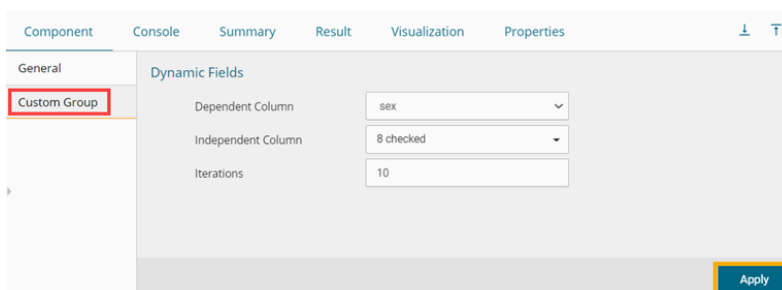 Component Console Summary Result Visualization Properties
General
Custom Group
Dynamic Fields
Dependent Column sex
Independent Column 8 checked
Iterations 10
Apply